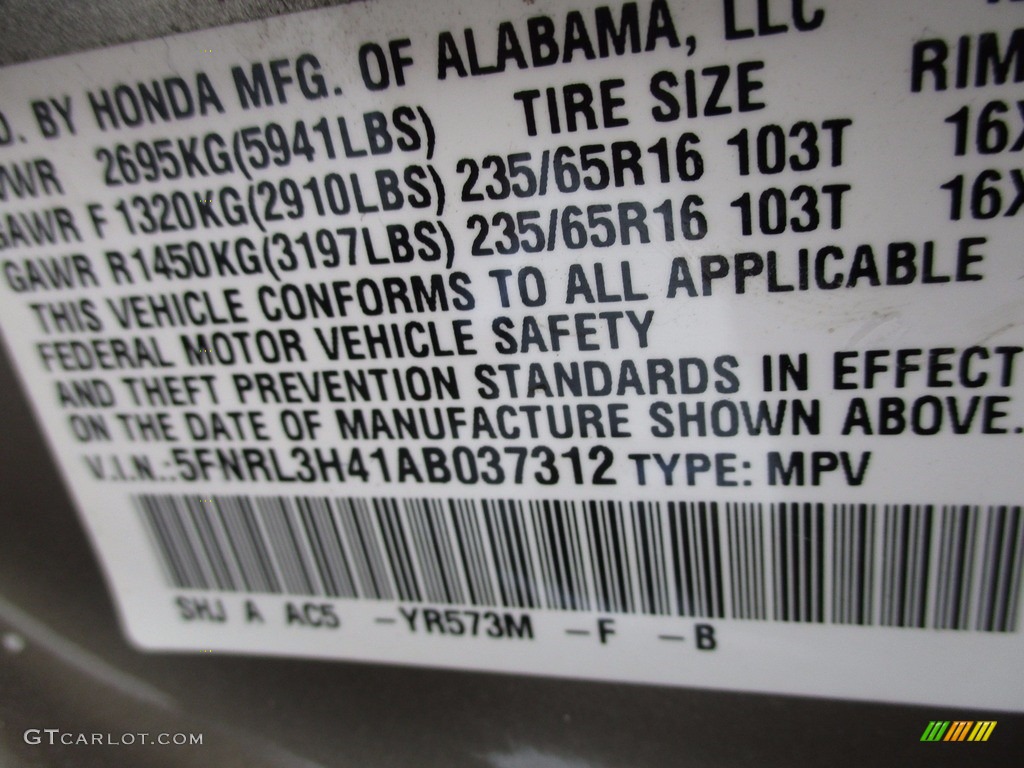 BY HONDA MFG. OF ALABAMA, LLC
2695KG(5941LBS) TIRE SIZE RIM
GAWR F 1320KG(2910LBS) 235/65R16 103T 16X
GAWR R1450KG(3197LBS) 235/65R16 103T 16X
THIS VEHICLE CONFORMS TO ALL APPLICABLE
FEDERAL MOTOR VEHICLE SAFETY
AND THEFT PREVENTION STANDARDS IN EFFECT
ON THE DATE OF MANUFACTURE SHOWN ABOVE.
V.I.N.:5FNRL3H41AB037312 TYPE: MPV
SHJ A AC5 -YR573M -F -B
GTCARLOT.COM